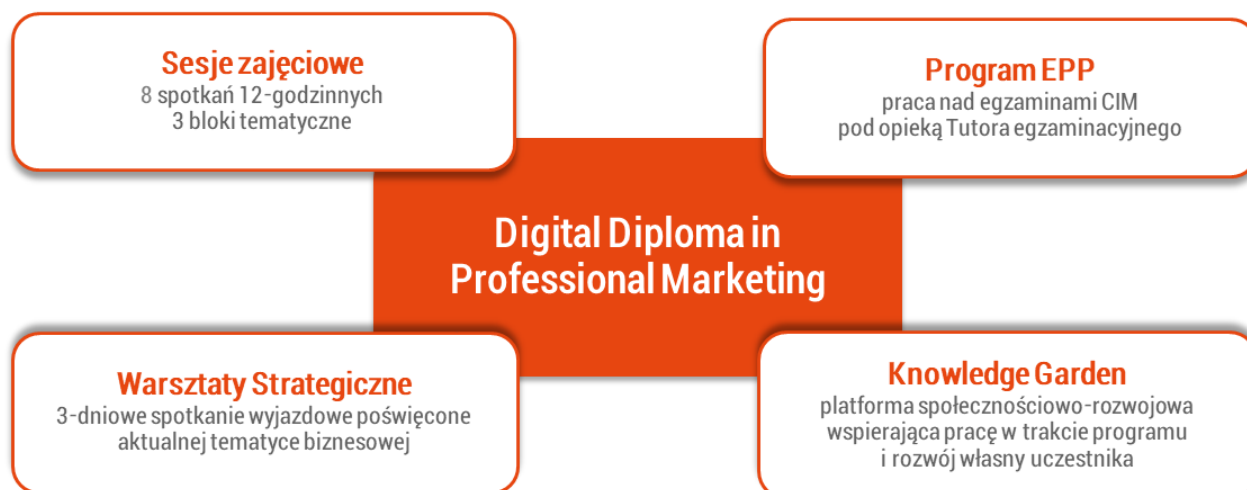 Sesje zajęciowe
8 spotkań 12-godzinnych
3 bloki tematyczne
Program EPP
praca nad egzaminami CIM
pod opieką Tutora egzaminacyjnego
Digital Diploma in
Professional Marketing
Warsztaty Strategiczne
3-dniowe spotkanie wyjazdowe poświęcone
aktualnej tematyce biznesowej
Knowledge Garden
platforma społecznościowo-rozwojowa
wspierająca pracę w trakcie programu
i rozwój własny uczestnika